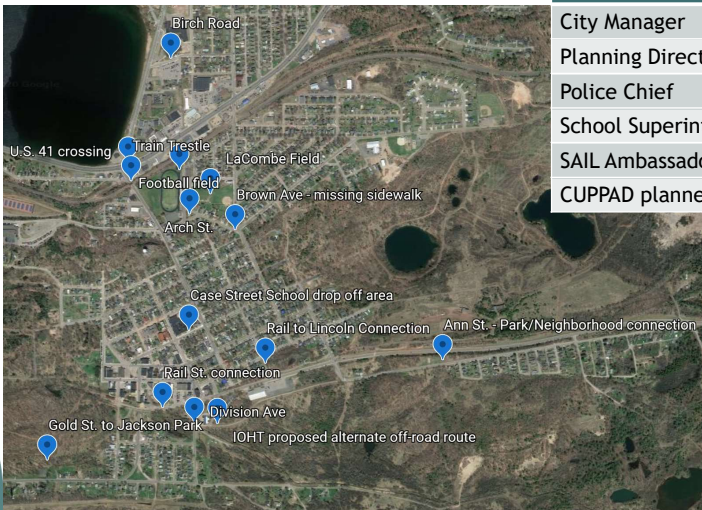 Birch Road
U.S. 41 crossing
Train Trestle
LaCombe Field
Football field
Brown Ave - missing sidewalk
Arch St.
Case Street School drop off area
Rail to Lincoln Connection
Ann St. - Park/Neighborhood connection
Rail St. connection
Division Ave
Gold St. to Jackson Park
IOHT proposed alternate off-road route
City Manager
Planning Direct
Police Chief
School Superin
SAIL Ambassado
CUPPAD planne